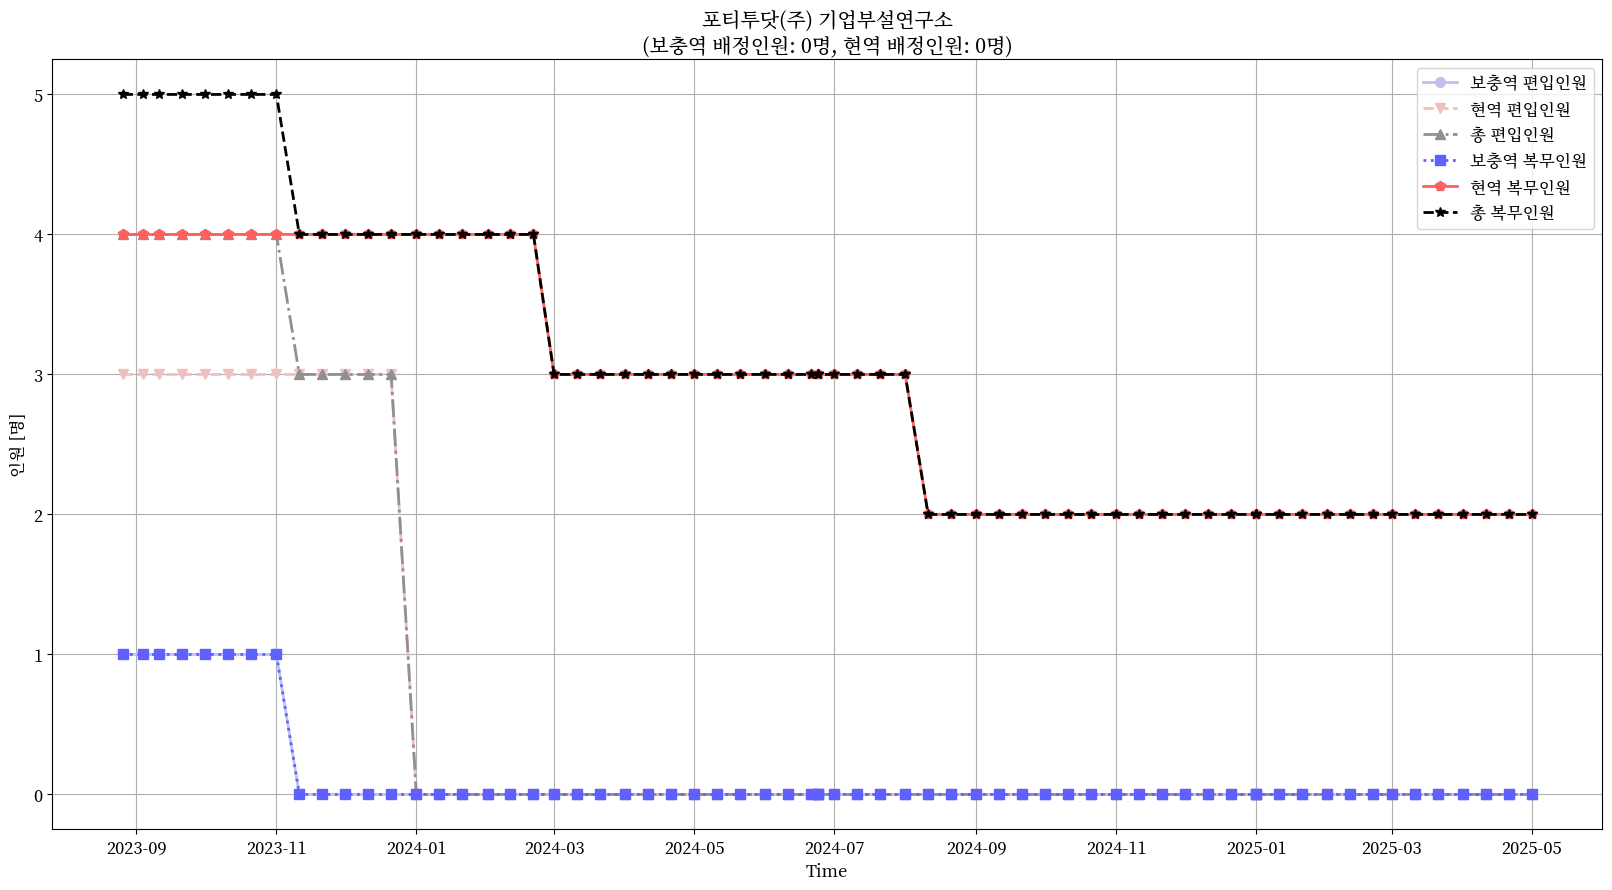 포티투닷(주) 기업부설연구소
(보충역 배정인원: 0명, 현역 배정인원: 0명)
보충역 편입인원
현역 편입인원
총 편입인원
보충역 복무인원
현역 복무인원
총 복무인원
인원 [명]
5
4
3
2
1
0
2023-09
2023-11
2024-01
2024-03
2024-05
2024-07
2024-09
2024-11
2025-01
2025-03
2025-05
Time